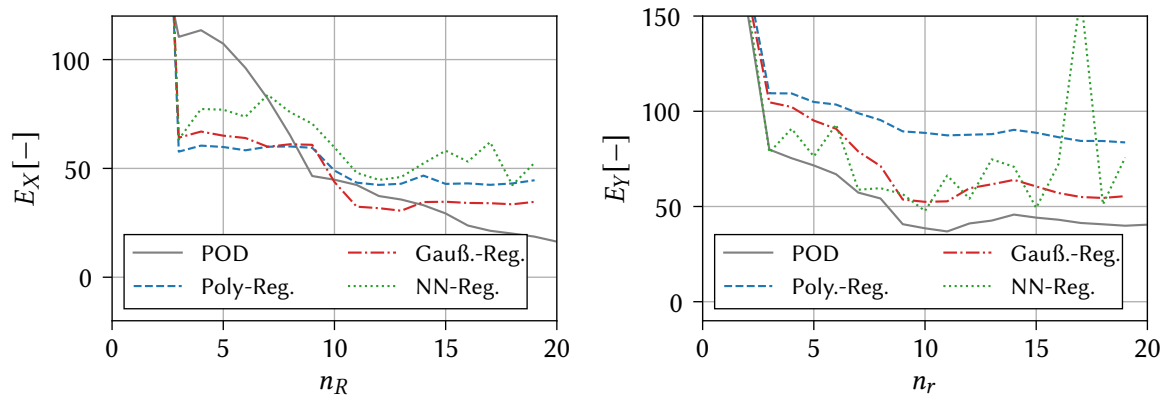 E_X [−]
100
50
0
POD
Poly-Reg.
Gauß.-Reg.
NN-Reg.
0 5 10 15 20
n_R
E_Y [−]
150
100
50
0
POD
Poly.-Reg.
Gauß.-Reg.
NN-Reg.
0 5 10 15 20
n_r